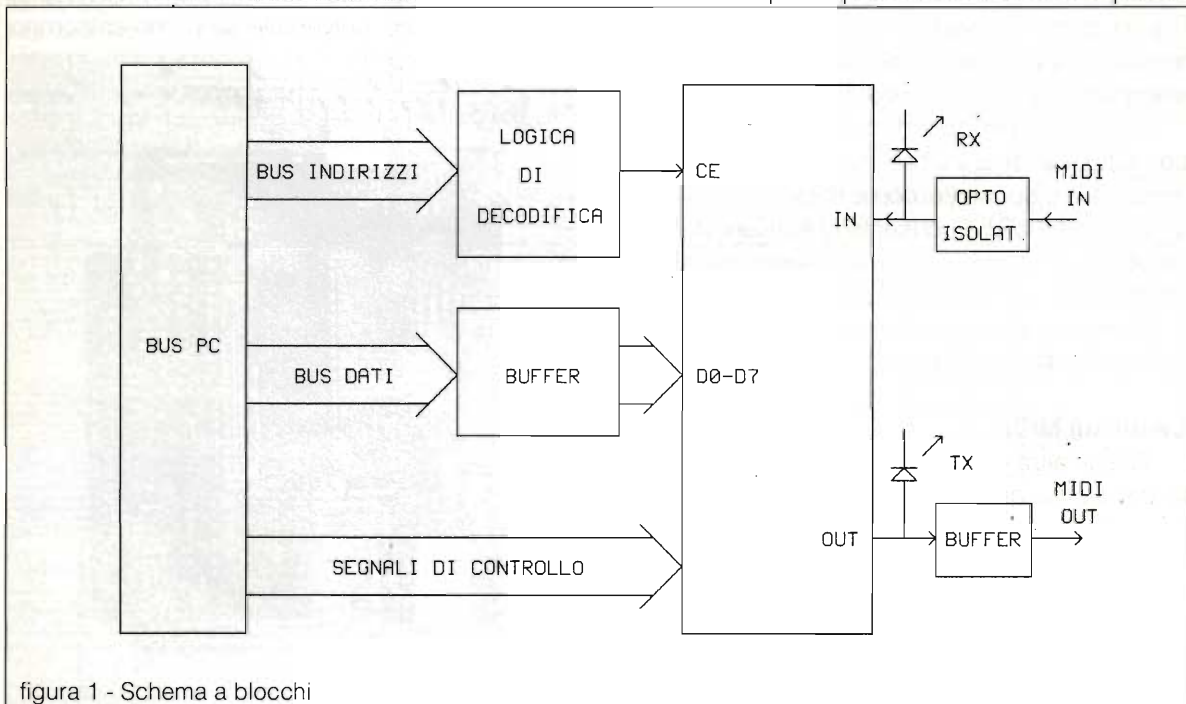 BUS PC
BUS INDIRIZZI
LOGICA
DI
DECODIFICA
CE
RX
MIDI
IN
IN
OPTO
ISOLAT.
BUS DATI
BUFFER
D0-D7
TX
MIDI
OUT
OUT
BUFFER
SEGNALI DI CONTROLLO
figura 1 - Schema a blocchi